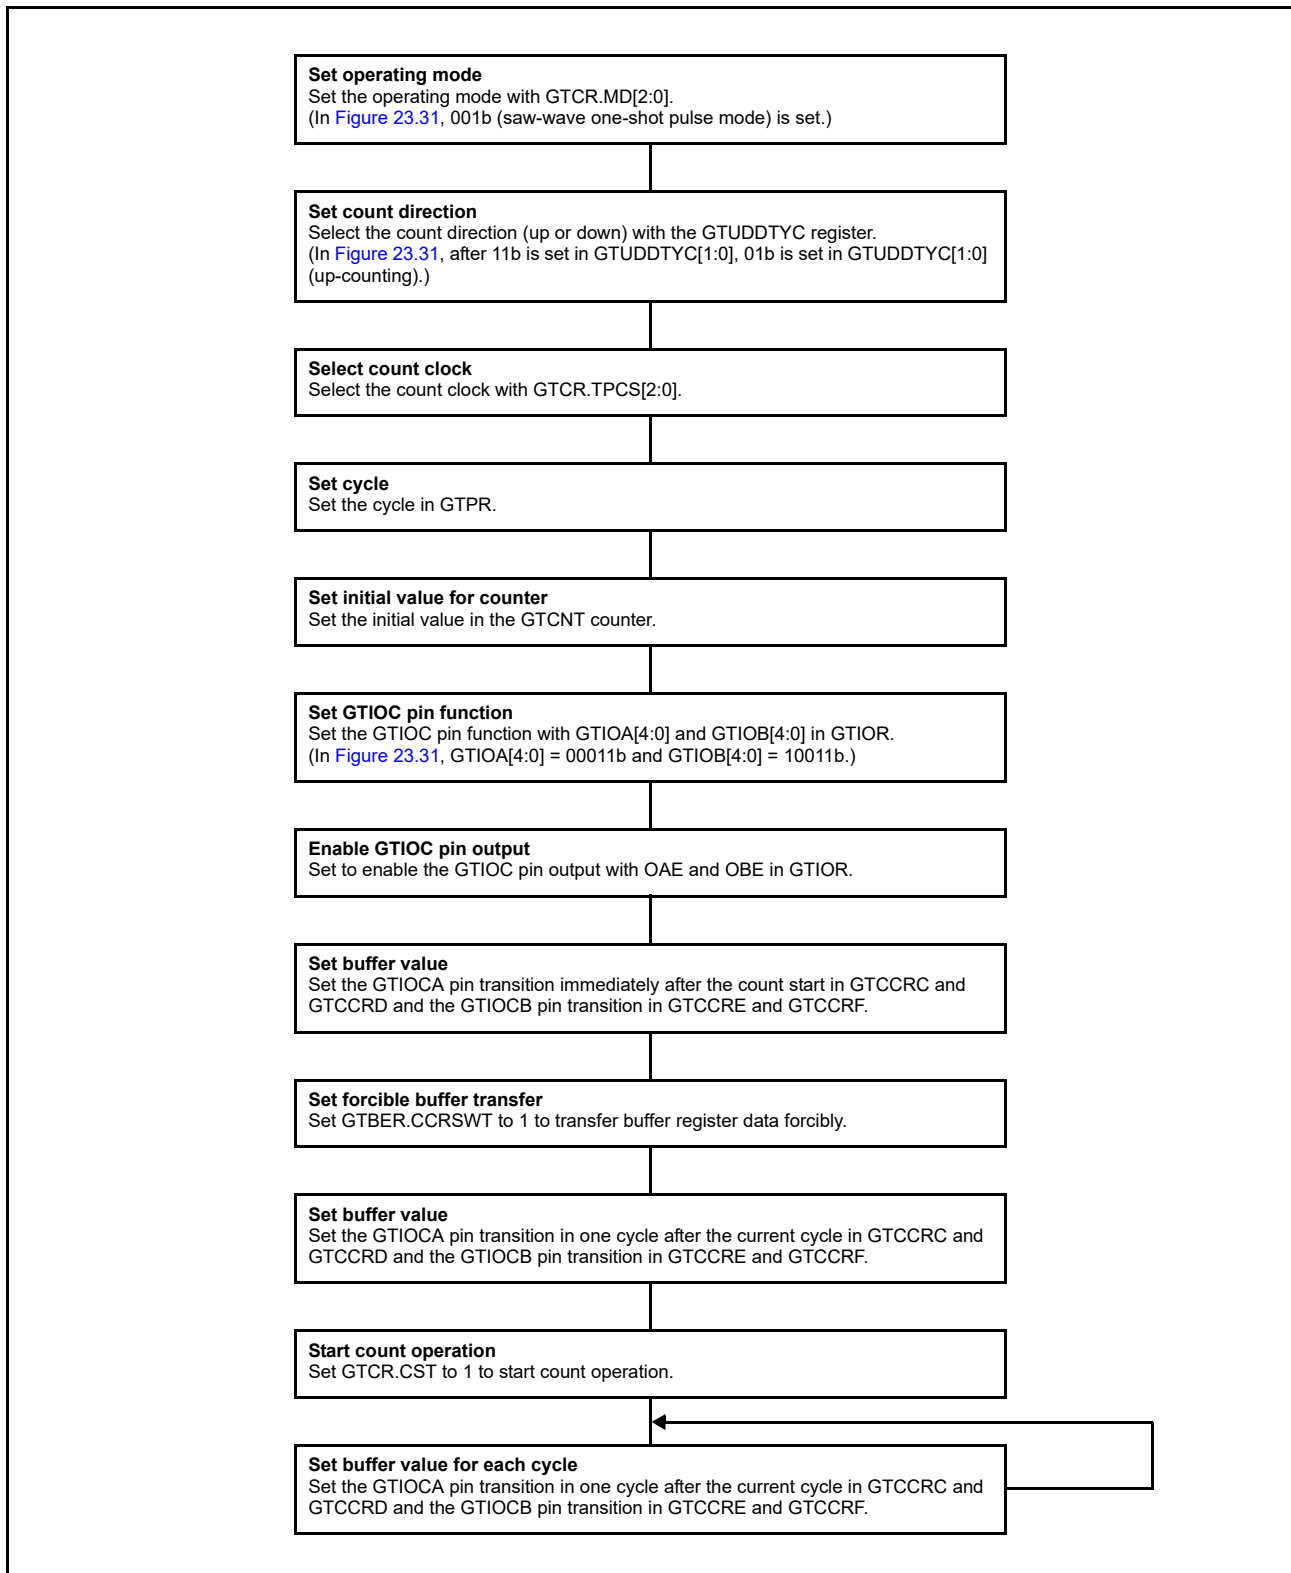 Set operating mode
Set the operating mode with GTCR.MD[2:0].
(In Figure 23.31, 001b (saw-wave one-shot pulse mode) is set.)
Set count direction
Select the count direction (up or down) with the GTUDDTYC register.
(In Figure 23.31, after 11b is set in GTUDDTYC[1:0], 01b is set in GTUDDTYC[1:0]
(up-counting).)
Select count clock
Select the count clock with GTCR.TPCS[2:0].
Set cycle
Set the cycle in GTPR.
Set initial value for counter
Set the initial value in the GTCNT counter.
Set GTIOC pin function
Set the GTIOC pin function with GTIOA[4:0] and GTIOB[4:0] in GTIOR.
(In Figure 23.31, GTIOA[4:0] = 00011b and GTIOB[4:0] = 10011b.)
Enable GTIOC pin output
Set to enable the GTIOC pin output with OAE and OBE in GTIOR.
Set buffer value
Set the GTIOCA pin transition immediately after the count start in GTCCRC and
GTCCRD and the GTIOCB pin transition in GTCCRE and GTCCRF.
Set forcible buffer transfer
Set GTBER.CCRSWT to 1 to transfer buffer register data forcibly.
Set buffer value
Set the GTIOCA pin transition in one cycle after the current cycle in GTCCRC and
GTCCRD and the GTIOCB pin transition in GTCCRE and GTCCRF.
Start count operation
Set GTCR.CST to 1 to start count operation.
Set buffer value for each cycle
Set the GTIOCA pin transition in one cycle after the current cycle in GTCCRC and
GTCCRD and the GTIOCB pin transition in GTCCRE and GTCCRF.